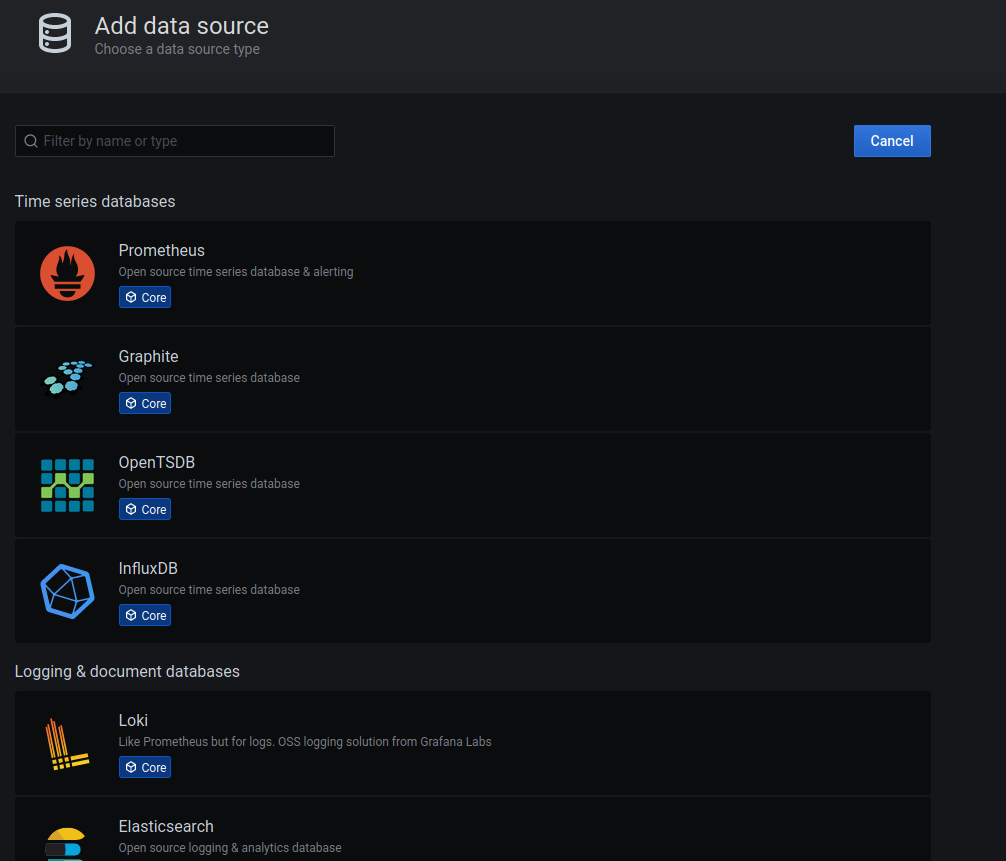 Add data source
Choose a data source type
Filter by name or type
Cancel
Time series databases
Prometheus
Open source time series database & alerting
Core
Graphite
Open source time series database
Core
OpenTSDB
Open source time series database
Core
InfluxDB
Open source time series database
Core
Logging & document databases
Loki
Like Prometheus but for logs. OSS logging solution from Grafana Labs
Core
Elasticsearch
Open source logging & analytics database